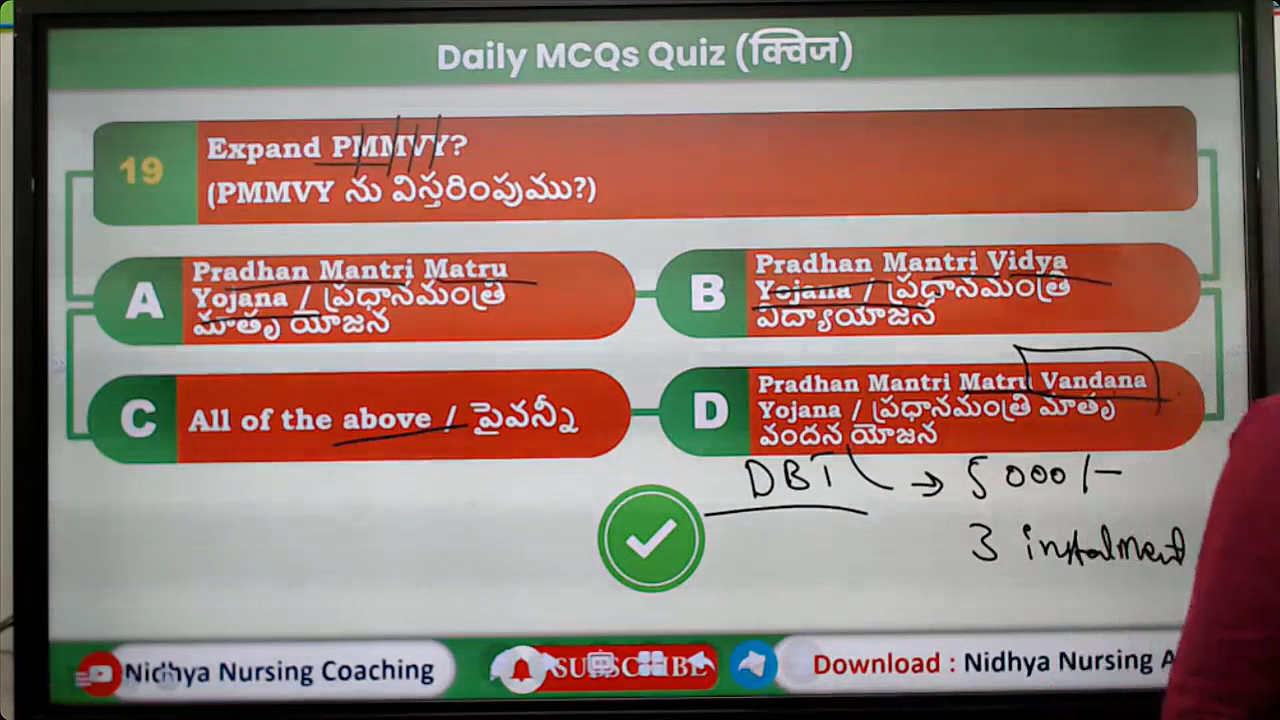 Daily MCQs Quiz (क्विज)
19
Expand PMMVY?
(PMMVY ను విస్తరింపుము?)
A
Pradhan Mantri Matru
Yojana / ప్రధానమంత్రి
మాతృ యోజన
B
Pradhan Mantri Vidya
Yojana / ప్రధానమంత్రి
విద్యాయోజన
C
All of the above / పైవన్నీ
D
Pradhan Mantri Matru Vandana
Yojana / ప్రధానమంత్రి మాతృ
వందన యోజన
DBT → 5000/-
3 instalment
Nidhya Nursing Coaching
SUBSCRIBE
Download : Nidhya Nursing A